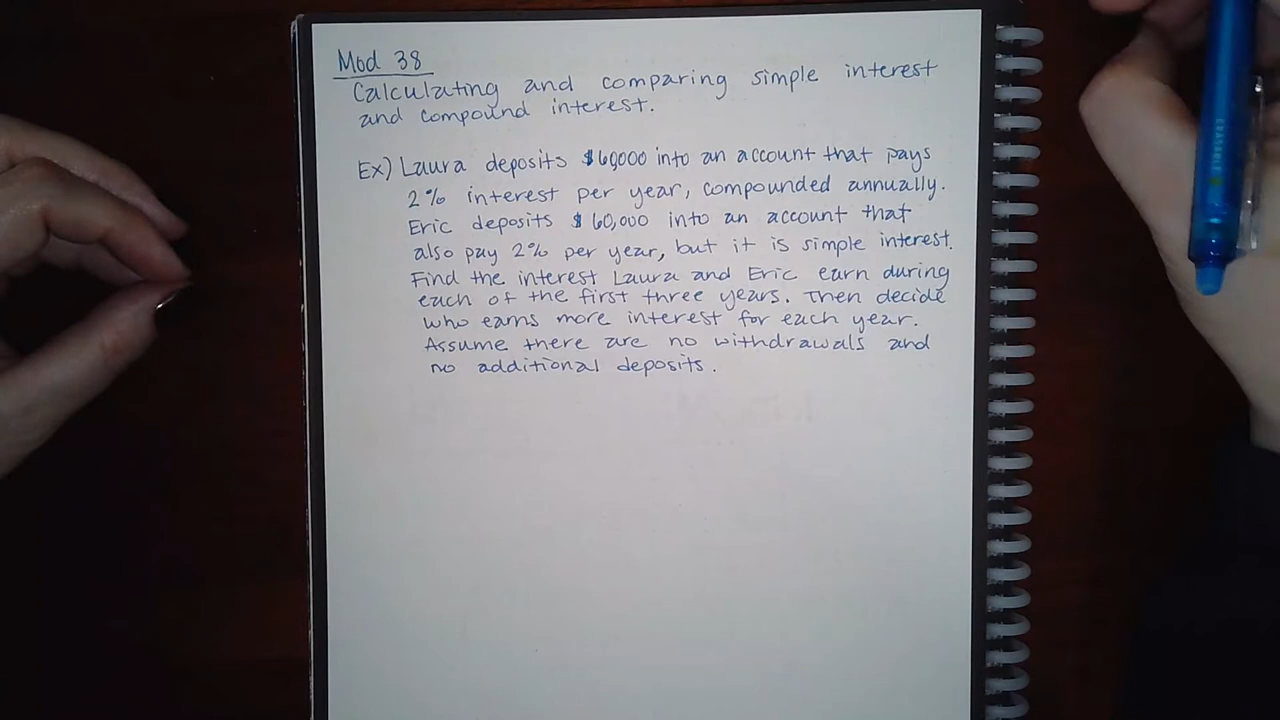 Mod 38
Calculating and comparing simple interest
and compound interest.
Ex) Laura deposits $60000 into an account that pays
2% interest per year, compounded annually.
Eric deposits $60,000 into an account that
also pay 2% per year, but it is simple interest.
Find the interest Laura and Eric earn during
each of the first three years. Then decide
who earns more interest for each year.
Assume there are no withdrawals and
no additional deposits.